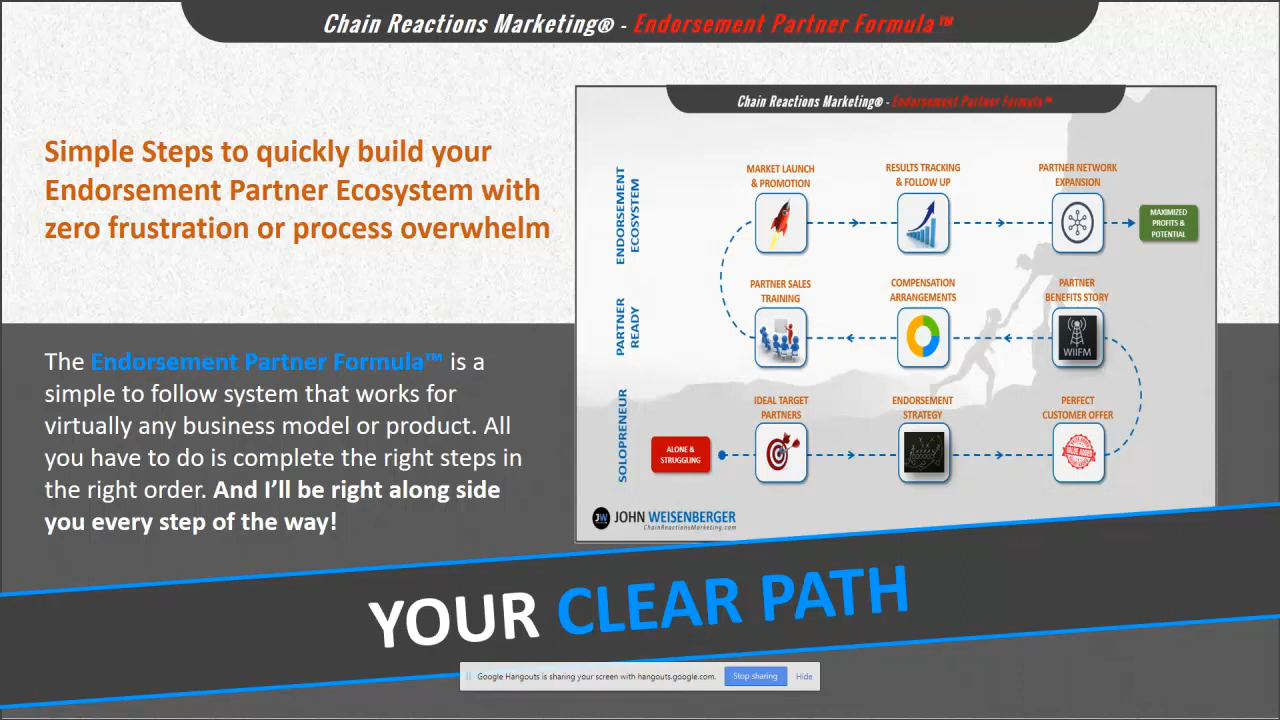 Chain Reactions Marketing® - Endorsement Partner Formula™
Simple Steps to quickly build your
Endorsement Partner Ecosystem with
zero frustration or process overwhelm
The Endorsement Partner Formula™ is a
simple to follow system that works for
virtually any business model or product. All
you have to do is complete the right steps in
the right order. And I’ll be right along side
you every step of the way!
Chain Reactions Marketing® - Endorsement Partner Formula™
ENDORSEMENT
ECOSYSTEM
MARKET LAUNCH
& PROMOTION
RESULTS TRACKING
& FOLLOW UP
PARTNER NETWORK
EXPANSION
MAXIMIZED
PROFITS &
POTENTIAL
PARTNER
READY
PARTNER SALES
TRAINING
COMPENSATION
ARRANGEMENTS
PARTNER
BENEFITS STORY
WIIFM
SOLOPRENEUR
ALONE &
STRUGGLING
IDEAL TARGET
PARTNERS
ENDORSEMENT
STRATEGY
PERFECT
CUSTOMER OFFER
VALUE ADDED
JW JOHN WEISENBERGER
ChainReactionsMarketing.com
YOUR CLEAR PATH
Google Hangouts is sharing your screen with hangouts.google.com. Stop sharing Hide